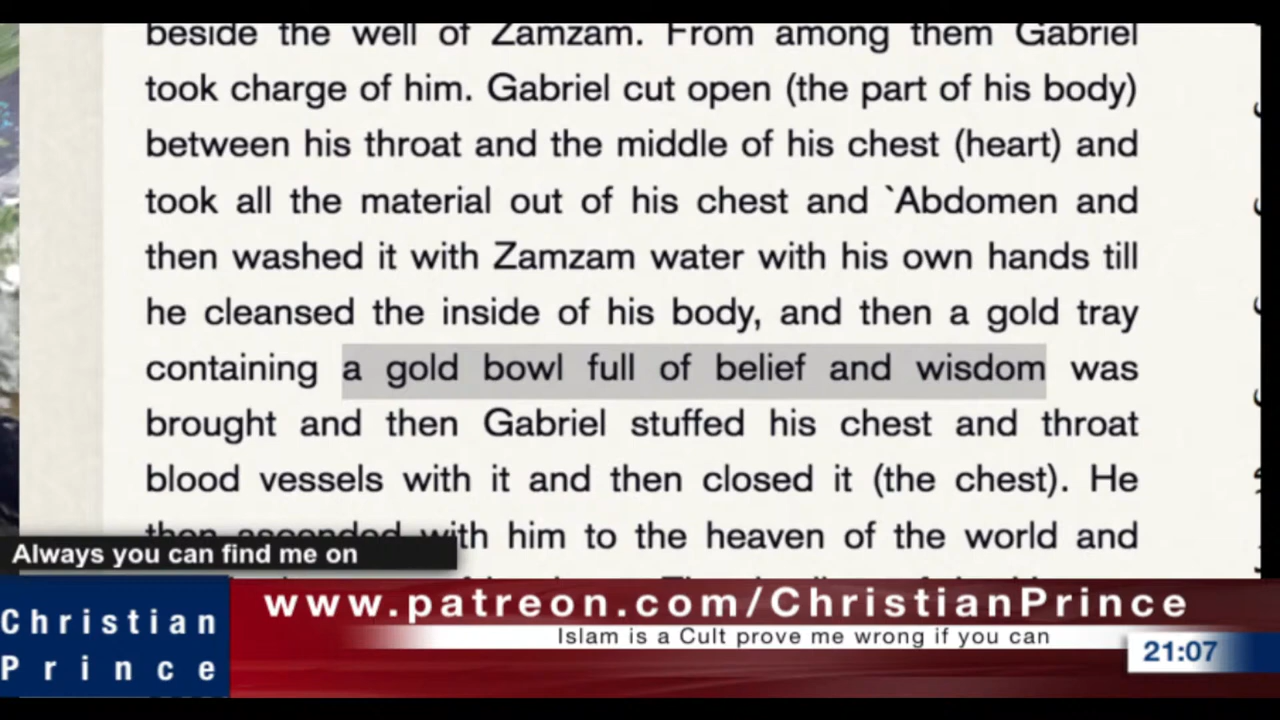 beside the well of Zamzam. From among them Gabriel
took charge of him. Gabriel cut open (the part of his body)
between his throat and the middle of his chest (heart) and
took all the material out of his chest and `Abdomen and
then washed it with Zamzam water with his own hands till
he cleansed the inside of his body, and then a gold tray
containing a gold bowl full of belief and wisdom was
brought and then Gabriel stuffed his chest and throat
blood vessels with it and then closed it (the chest). He
then ascended with him to the heaven of the world and
Always you can find me on
Christian
Prince
www.patreon.com/ChristianPrince
Islam is a Cult prove me wrong if you can
21:07